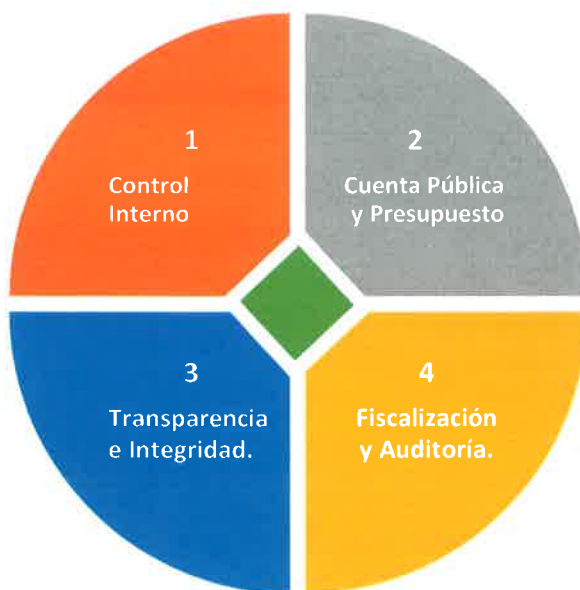 1
Control
Interno
2
Cuenta Pública
y Presupuesto
3
Transparencia
e Integridad.
4
Fiscalización
y Auditoría.